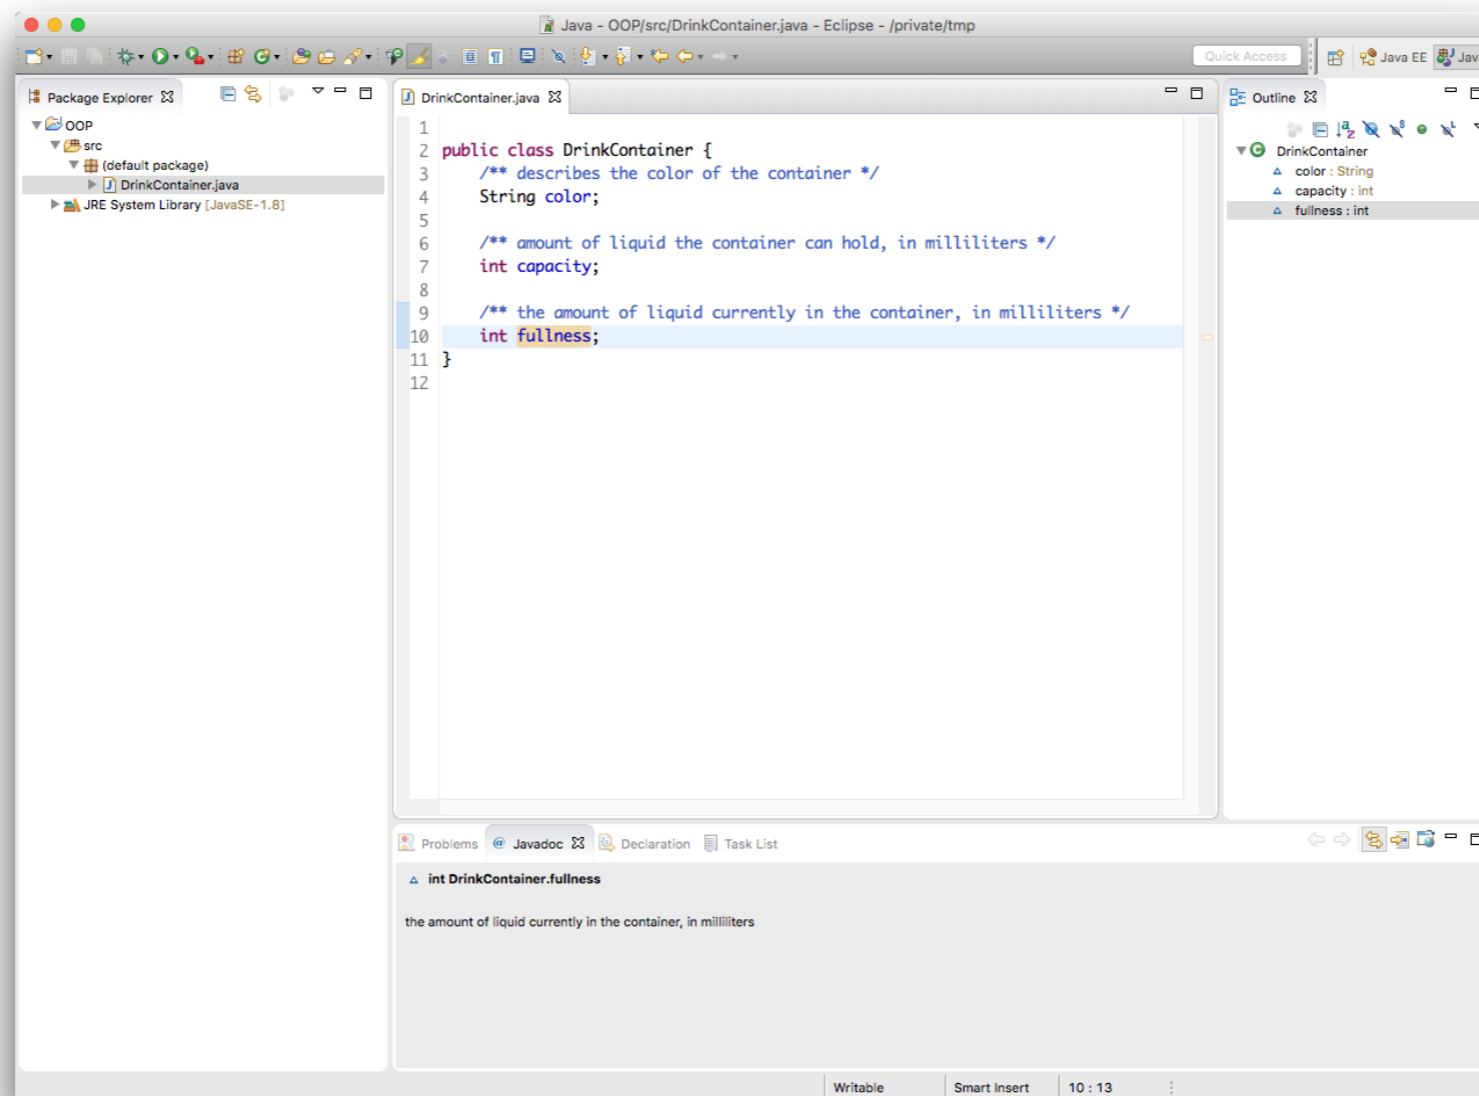 Java - OOP/src/DrinkContainer.java - Eclipse - /private/tmp
Quick Access
Java EE
Jav
Package Explorer
OOP
src
(default package)
DrinkContainer.java
JRE System Library [JavaSE-1.8]
DrinkContainer.java
1
2 public class DrinkContainer {
3 /** describes the color of the container */
4 String color;
5
6 /** amount of liquid the container can hold, in milliliters */
7 int capacity;
8
9 /** the amount of liquid currently in the container, in milliliters */
10 int fullness;
11 }
12
Outline
DrinkContainer
color : String
capacity : int
fullness : int
Problems @ Javadoc Declaration Task List
int DrinkContainer.fullness
the amount of liquid currently in the container, in milliliters
Writable Smart Insert 10 : 13